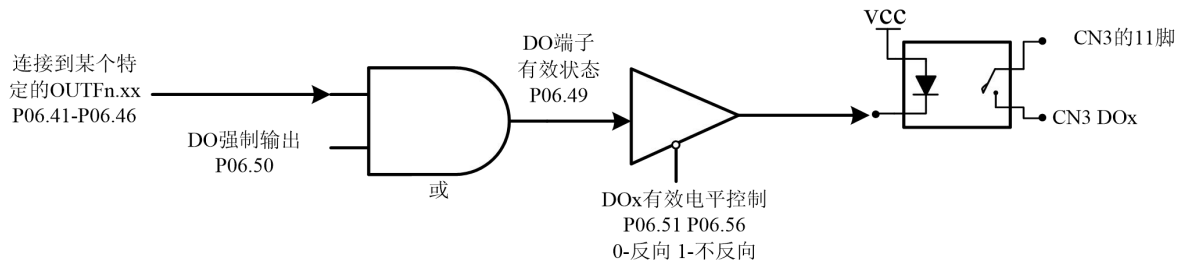 连接到某个特
定的OUTFn.xx
P06.41-P06.46
DO强制输出
P06.50
或
DO端子
有效状态
P06.49
DOx有效电平控制
P06.51 P06.56
0-反向 1-不反向
vcc
CN3的11脚
CN3 DOx